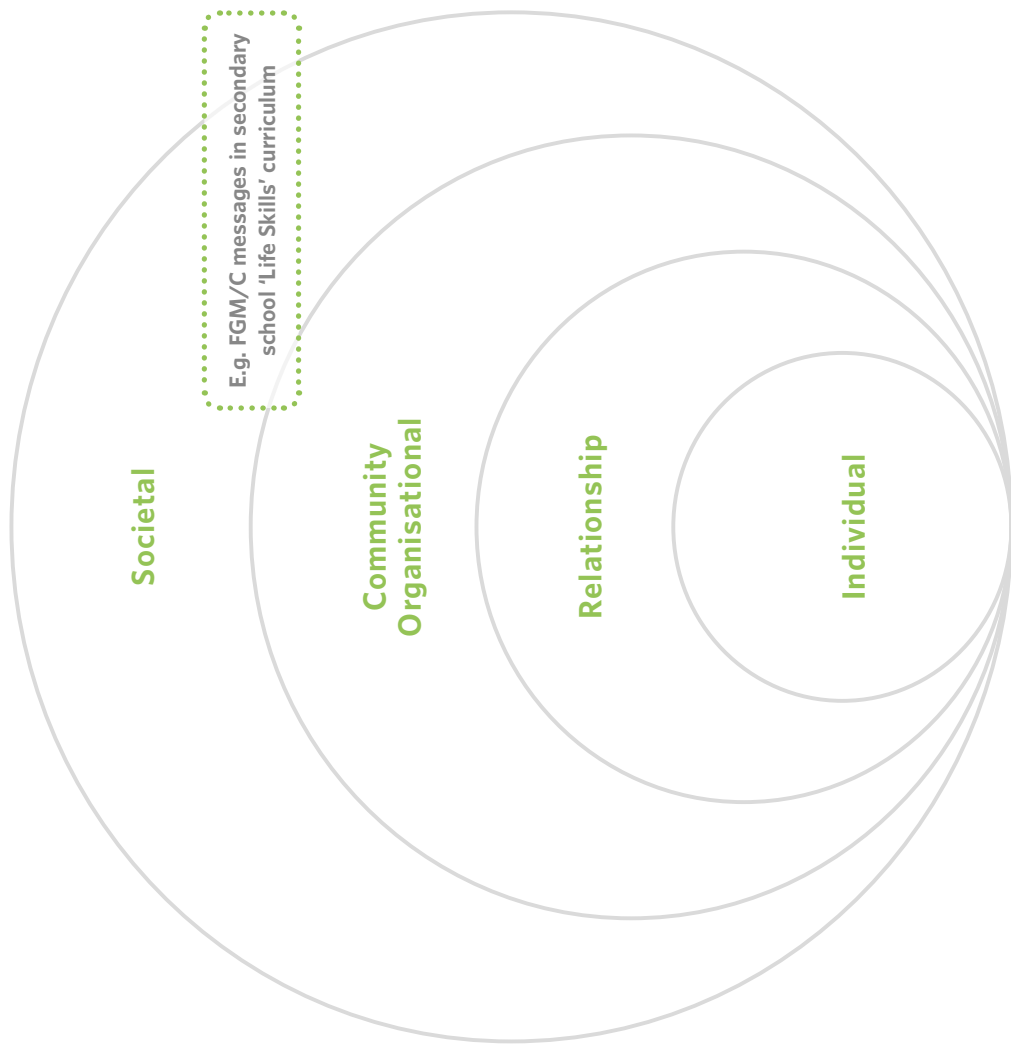 E.g. FGM/C messages in secondary
school ‘Life Skills’ curriculum
Societal
Community
Organisational
Relationship
Individual